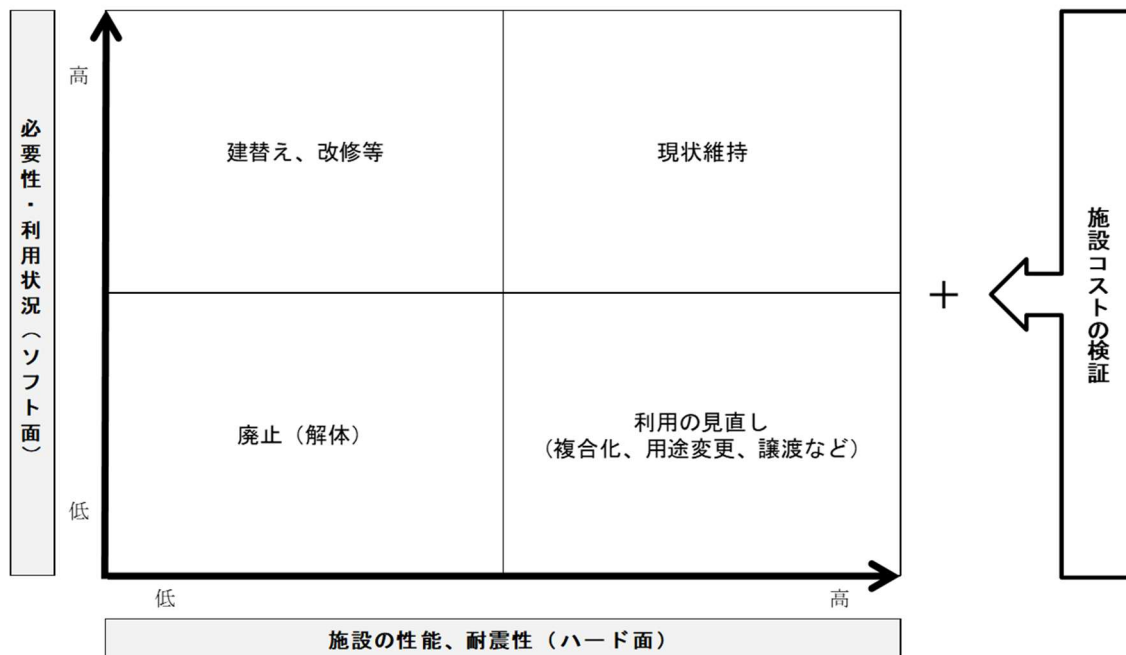 必要性・利用状況（ソフト面）
高
低
建替え、改修等
現状維持
廃止（解体）
利用の見直し
（複合化、用途変更、譲渡など）
低
高
施設の性能、耐震性（ハード面）
＋
施設コストの検証